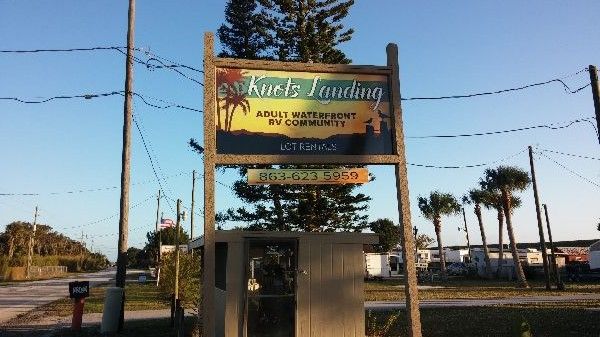 Knots Landing
ADULT WATERFRONT
RV COMMUNITY
LOT RENTALS
863-623-5959